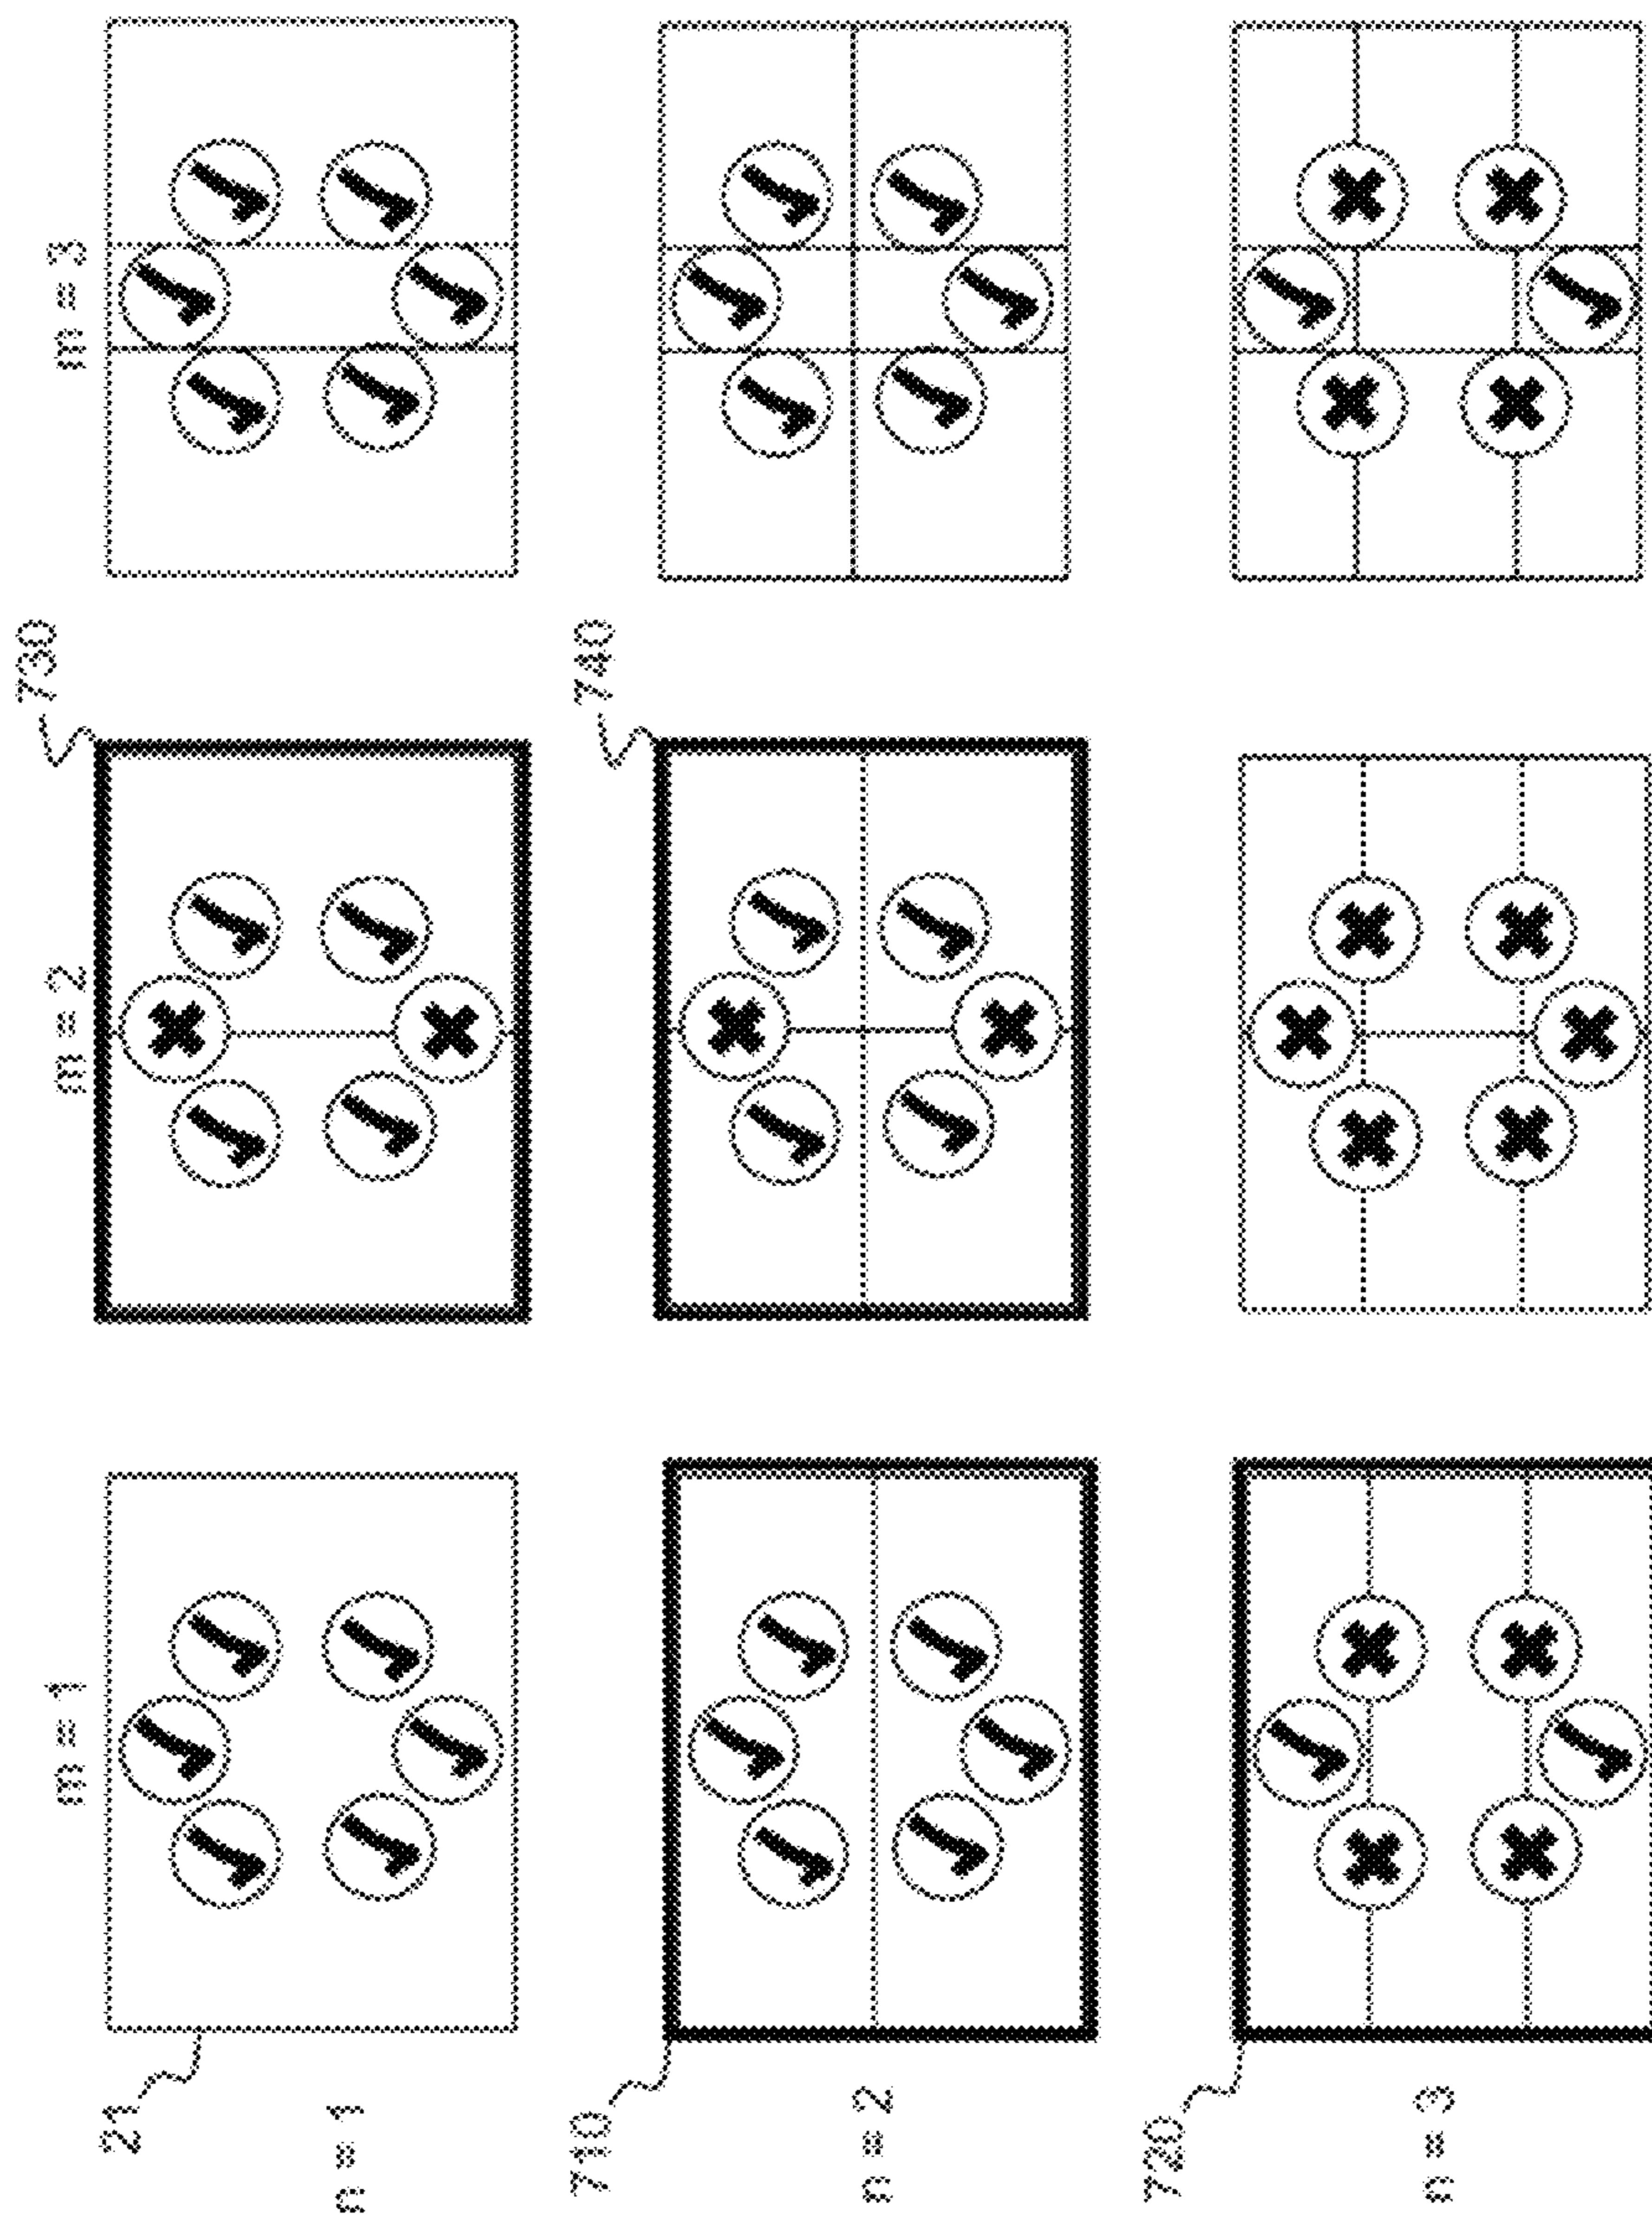 730
m = 1 m = 2 m = 3
21
n = 1
710 740
n = 2
720
n = 3